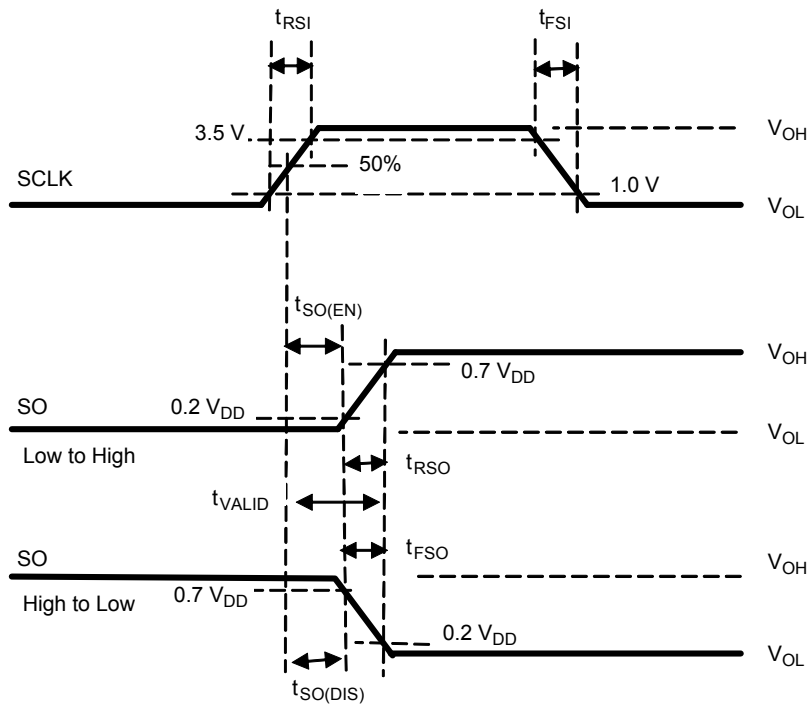 tRSI
tFSI
3.5 V
VOH
50%
SCLK
1.0 V
VOL
tSO(EN)
VOH
0.7 VDD
SO
0.2 VDD
VOL
Low to High
tRSO
tVALID
tFSO
SO
VOH
High to Low
0.7 VDD
0.2 VDD
VOL
tSO(DIS)